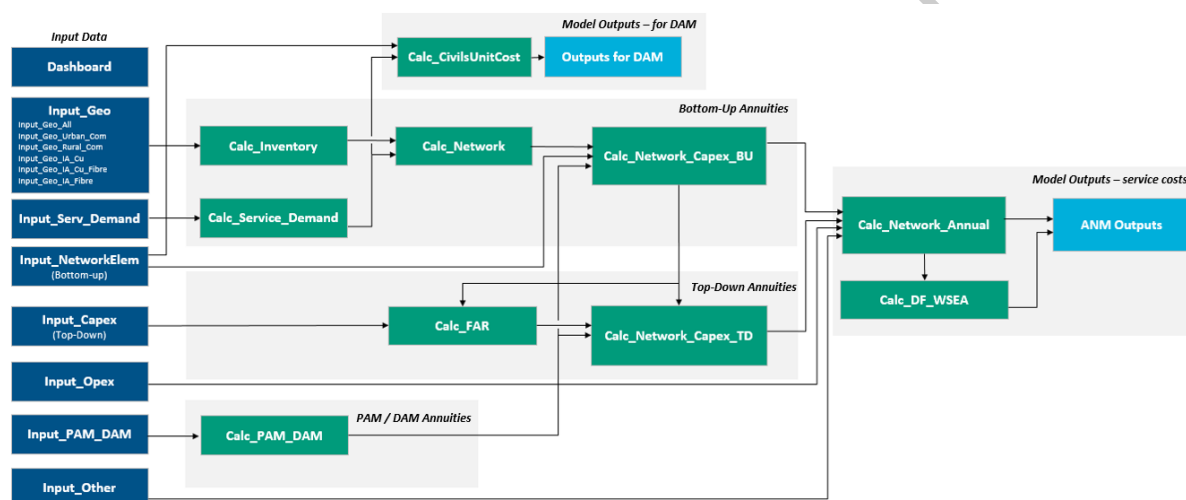 Input Data
Dashboard
Input_Geo
Input_Geo_All
Input_Geo_Urban_Com
Input_Geo_Rural_Com
Input_Geo_IA_Cu
Input_Geo_IA_Cu_Fibre
Input_Geo_IA_Fibre
Input_Serv_Demand
Input_NetworkElem
(Bottom-up)
Input_Capex
(Top-Down)
Input_Opex
Input_PAM_DAM
Input_Other
Model Outputs – for DAM
Calc_CivilsUnitCost
Outputs for DAM
Bottom-Up Annuities
Calc_Inventory
Calc_Network
Calc_Network_Capex_BU
Calc_Service_Demand
Top-Down Annuities
Calc_FAR
Calc_Network_Capex_TD
PAM / DAM Annuities
Calc_PAM_DAM
Model Outputs – service costs
Calc_Network_Annual
ANM Outputs
Calc_DF_WSEA